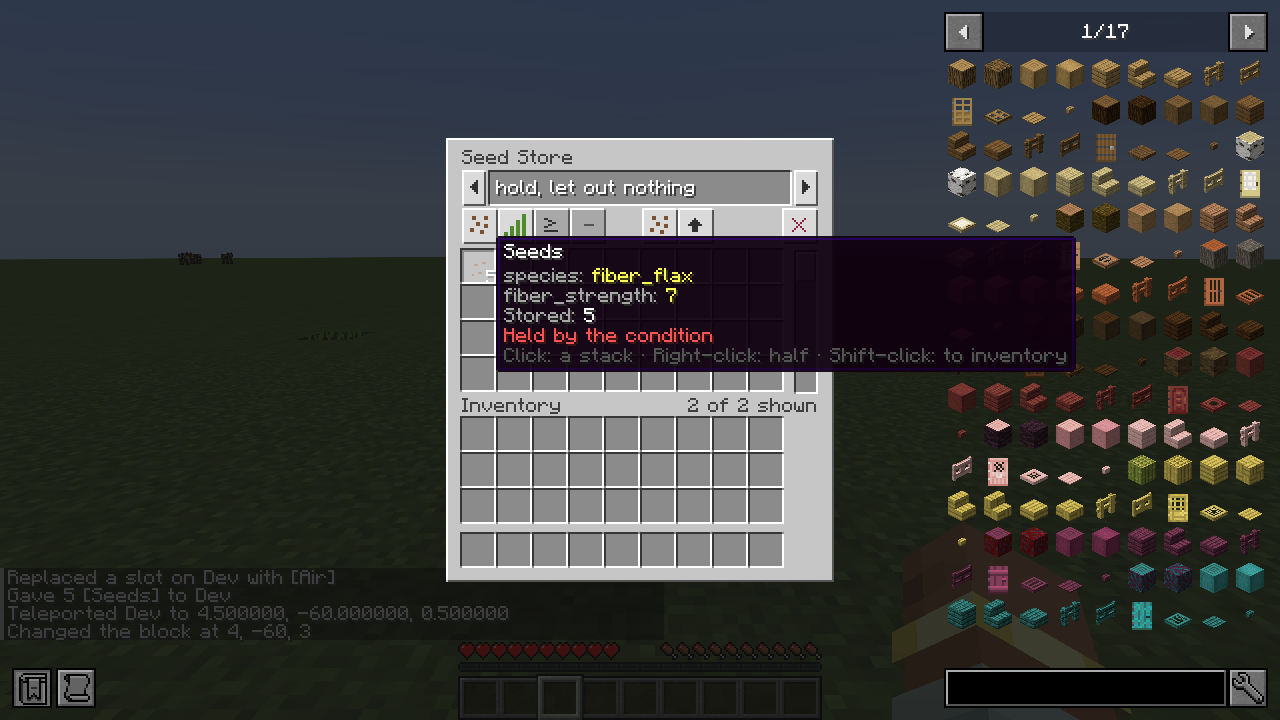 1/17
Seed Store
hold, let out nothing
Seeds
species: fiber_flax
fiber_strength: 7
Stored: 5
Held by the condition
Click: a stack · Right-click: half · Shift-click: to inventory
Inventory
2 of 2 shown
Replaced a slot on Dev with [Air]
Gave 5 [Seeds] to Dev
Teleported Dev to 4.500000, -60.000000, 0.500000
Changed the block at 4, -60, 3